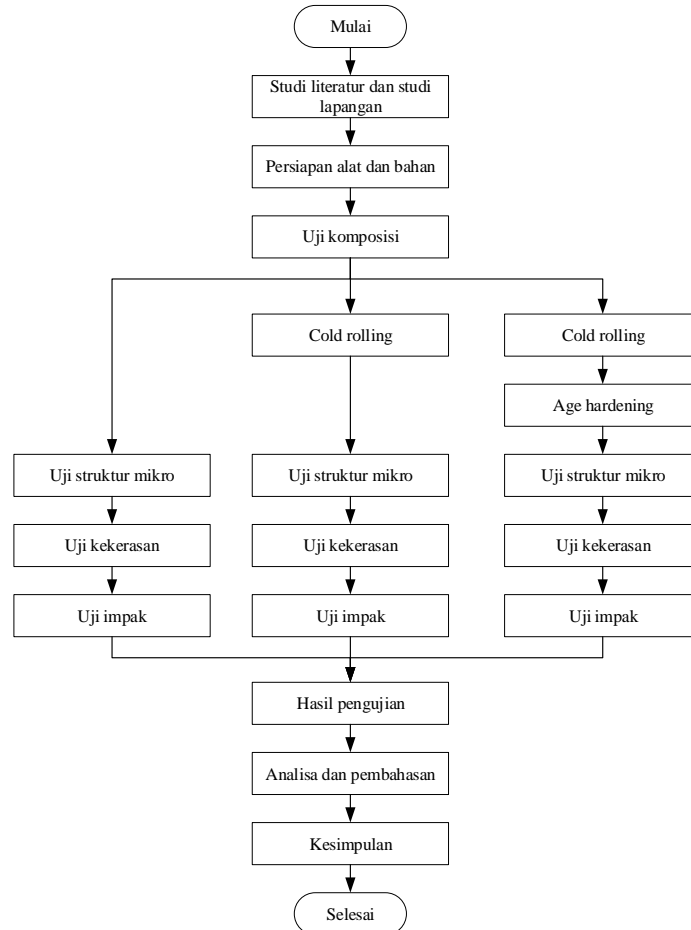 Mulai
Studi literatur dan studi
lapangan
Persiapan alat dan bahan
Uji komposisi
Cold rolling
Cold rolling
Age hardening
Uji struktur mikro
Uji struktur mikro
Uji struktur mikro
Uji kekerasan
Uji kekerasan
Uji kekerasan
Uji impak
Uji impak
Uji impak
Hasil pengujian
Analisa dan pembahasan
Kesimpulan
Selesai